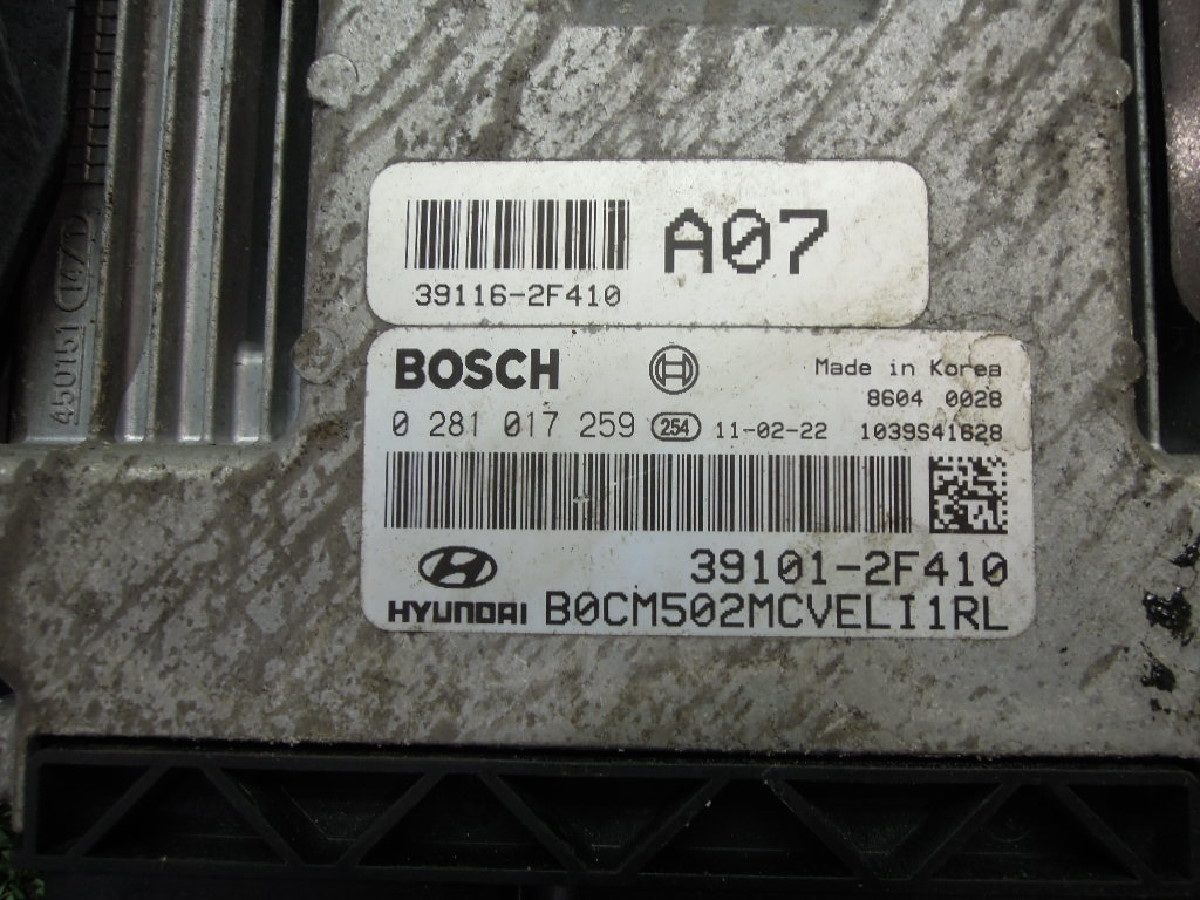 A07
39116-2F410
BOSCH
Made in Korea
8604 0028
0 281 017 259 254 11-02-22 1039S41628
39101-2F410
HYUNDAI B0CM502MCVELI1RL
450151